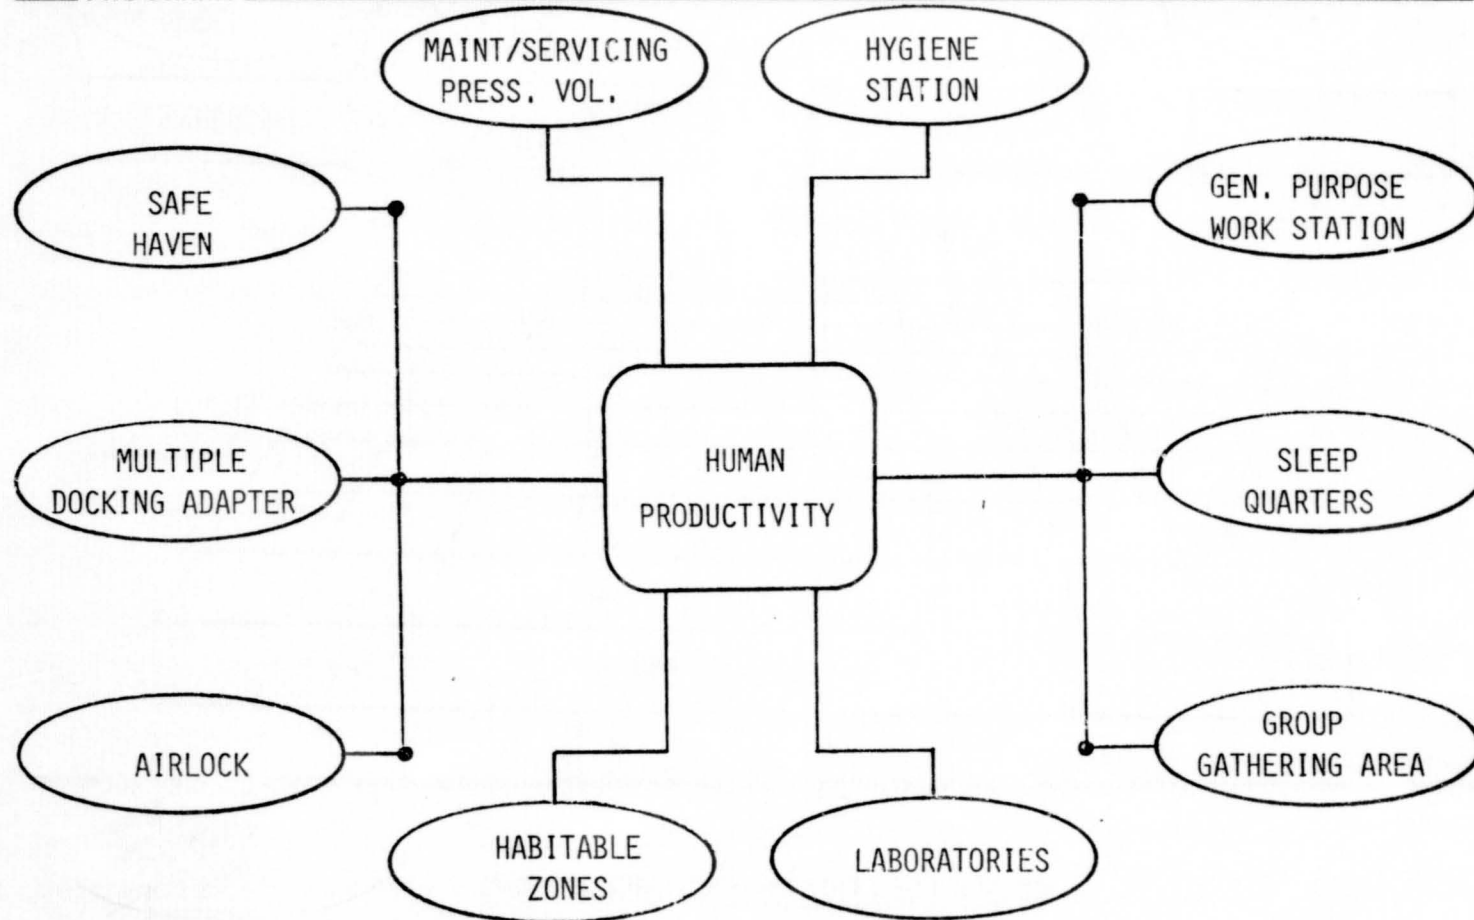 MAINT/SERVICING
PRESS. VOL.
HYGIENE
STATION
SAFE
HAVEN
GEN. PURPOSE
WORK STATION
MULTIPLE
DOCKING ADAPTER
HUMAN
PRODUCTIVITY
SLEEP
QUARTERS
AIRLOCK
GROUP
GATHERING AREA
HABITABLE
ZONES
LABORATORIES